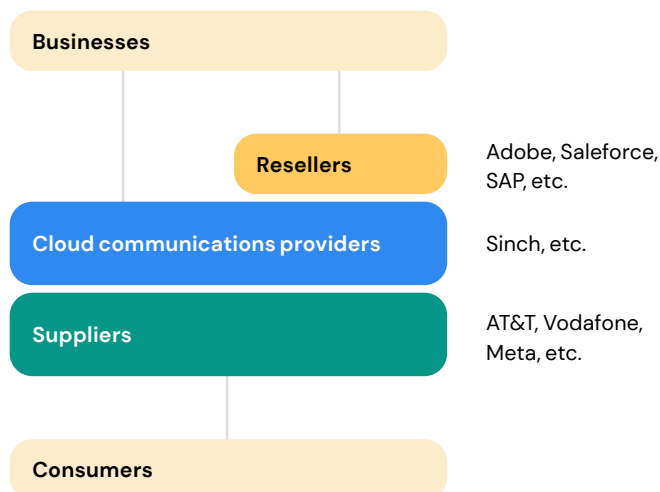 Businesses
Resellers
Adobe, Saleforce,
SAP, etc.
Cloud communications providers
Sinch, etc.
Suppliers
AT&T, Vodafone,
Meta, etc.
Consumers